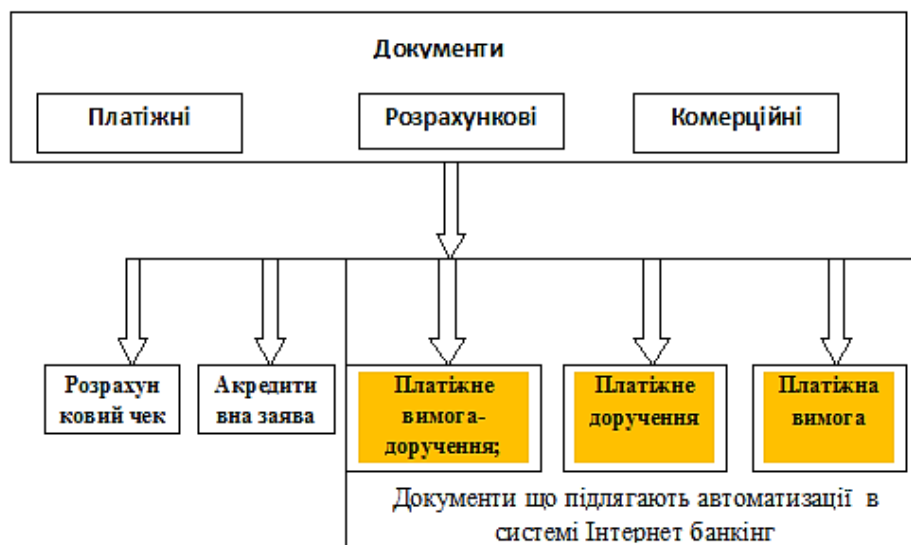 Документи
Платіжні
Розрахункові
Комерційні
Розрахун
ковий чек
Акредити
вна заява
Платіжне
вимога-
доручення;
Платіжне
доручення
Платіжна
вимога
Документи що підлягають автоматизації в
системі Інтернет банкінг